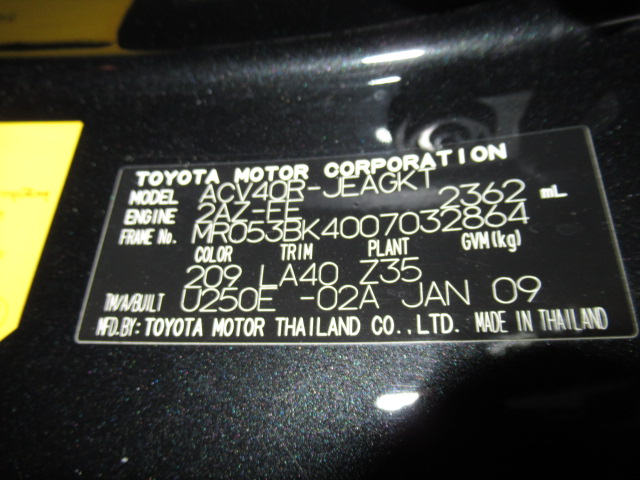 TOYOTA MOTOR CORPORATION
MODEL ACV40R-JEAGKT
ENGINE 2AZ-FE 2362 mL
FRAME No. MR053BK4007032864
COLOR TRIM PLANT GVM(kg)
209 LA40 Z35
TM/A/BUILT U250E -02A JAN 09
MFD.BY: TOYOTA MOTOR THAILAND CO.,LTD. MADE IN THAILAND